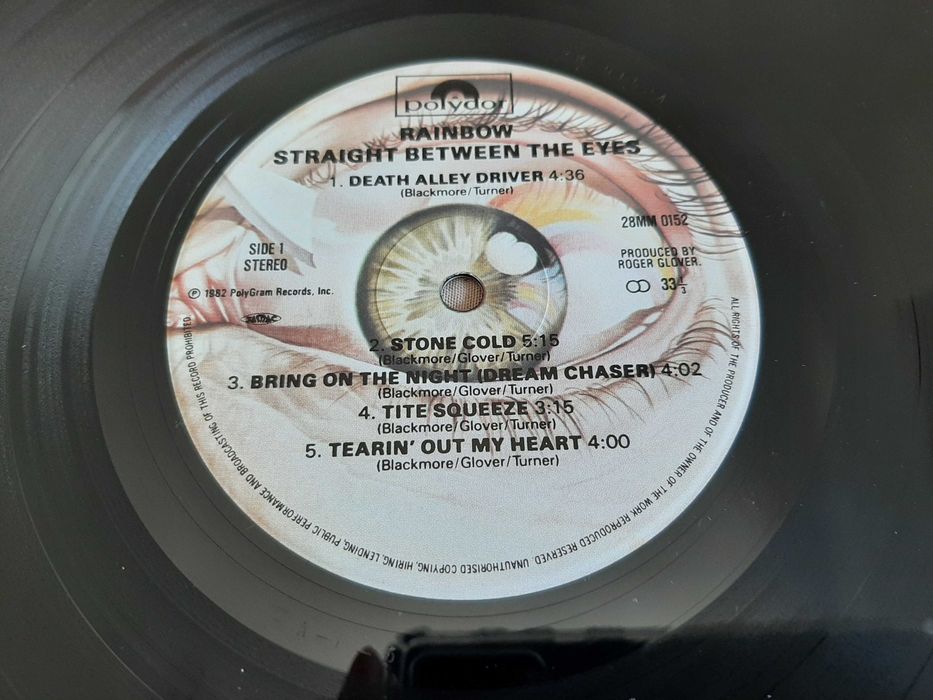 polydor
RAINBOW
STRAIGHT BETWEEN THE EYES
1. DEATH ALLEY DRIVER 4:36
(Blackmore/Turner)
28MM 0152
SIDE 1
STEREO
PRODUCED BY
ROGER GLOVER.
33 1/3
℗ 1982 PolyGram Records, Inc.
2. STONE COLD 5:15
(Blackmore/Glover/Turner)
3. BRING ON THE NIGHT (DREAM CHASER) 4:02
(Blackmore/Glover/Turner)
4. TITE SQUEEZE 3:15
(Blackmore/Glover/Turner)
5. TEARIN' OUT MY HEART 4:00
(Blackmore/Glover/Turner)
ALL RIGHTS OF THE PRODUCER AND OF THE OWNER OF THE WORK REPRODUCED RESERVED. UNAUTHORISED COPYING, HIRING, LENDING, PUBLIC PERFORMANCE AND BROADCASTING OF THIS RECORD PROHIBITED.